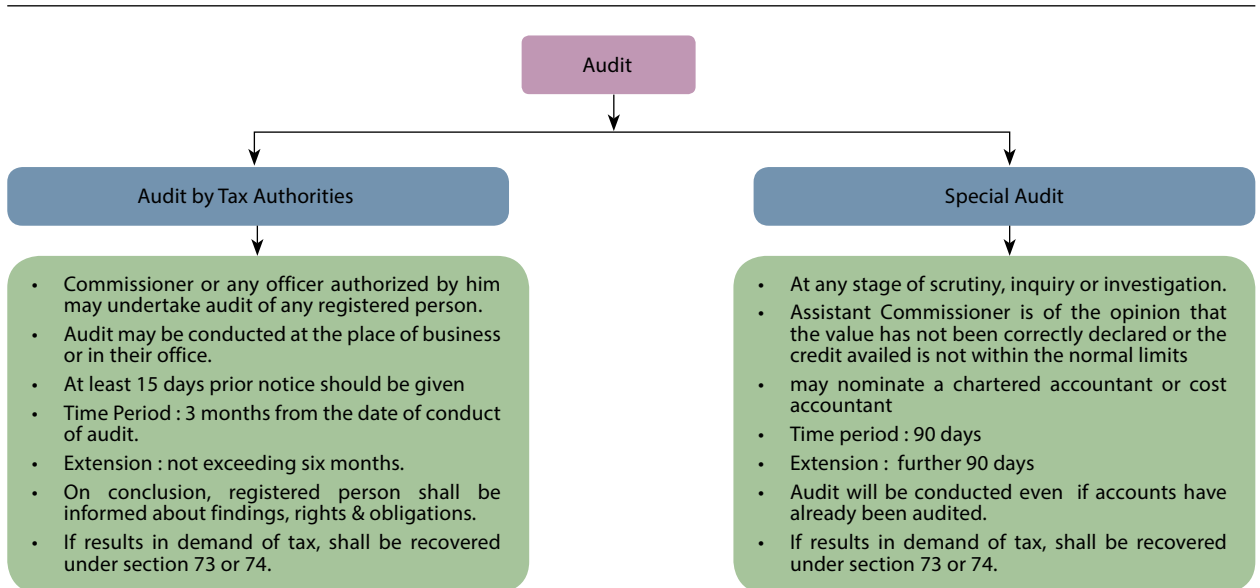 Audit
Audit by Tax Authorities
• Commissioner or any officer authorized by him
may undertake audit of any registered person.
• Audit may be conducted at the place of business
or in their office.
• At least 15 days prior notice should be given
• Time Period : 3 months from the date of conduct
of audit.
• Extension : not exceeding six months.
• On conclusion, registered person shall be
informed about findings, rights & obligations.
• If results in demand of tax, shall be recovered
under section 73 or 74.
Special Audit
• At any stage of scrutiny, inquiry or investigation.
• Assistant Commissioner is of the opinion that
the value has not been correctly declared or the
credit availed is not within the normal limits
• may nominate a chartered accountant or cost
accountant
• Time period : 90 days
• Extension : further 90 days
• Audit will be conducted even if accounts have
already been audited.
• If results in demand of tax, shall be recovered
under section 73 or 74.